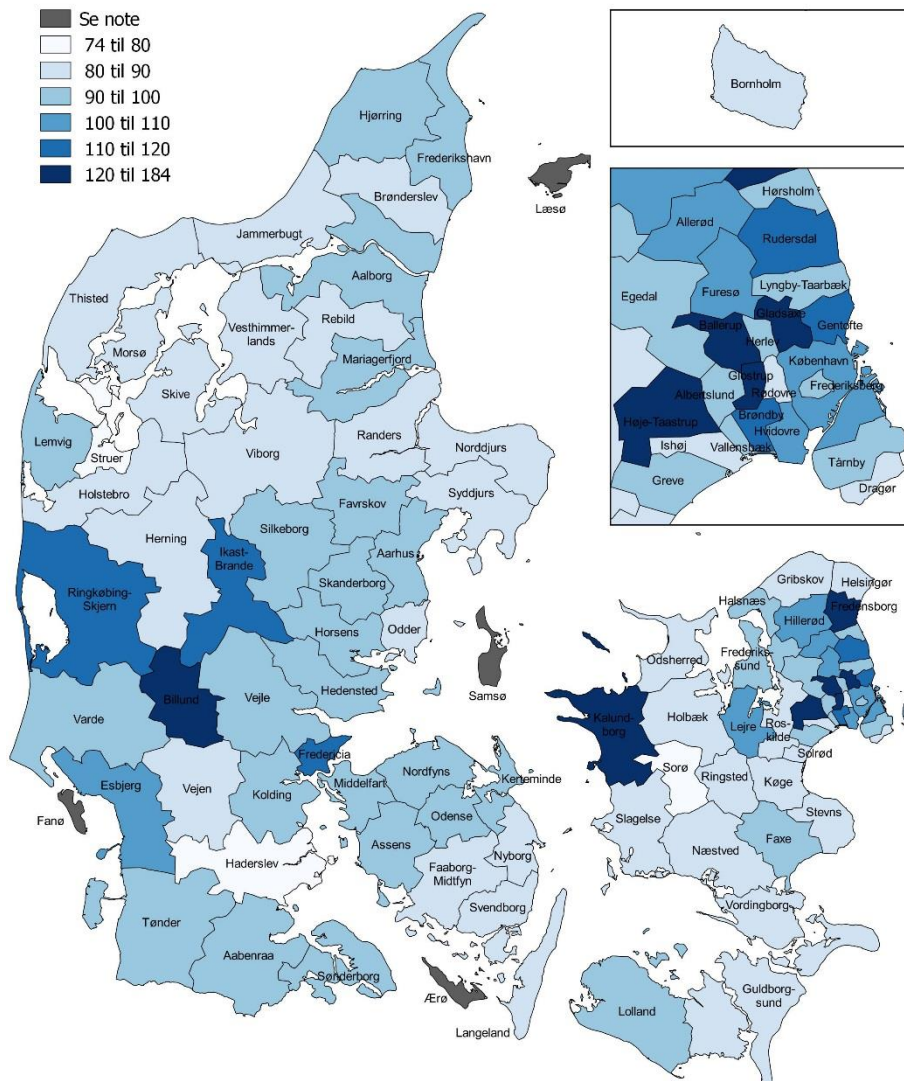 Se note
74 til 80
80 til 90
90 til 100
100 til 110
110 til 120
120 til 184
Bornholm
Hjørring
Frederikshavn
Brønderslev
Læsø
Jammerbugt
Aalborg
Thisted
Vesthimmer-
lands
Rebild
Morsø
Mariagerfjord
Skive
Lemvig
Struer
Viborg
Randers
Norddjurs
Holstebro
Syddjurs
Favrskov
Herning
Silkeborg
Ikast-
Brande
Aarhus
Ringkøbing-
Skjern
Skanderborg
Horsens
Odder
Samsø
Hedensted
Billund
Vejle
Varde
Fredericia
Esbjerg
Vejen
Kolding
Middelfart
Nordfyns
Kerteminde
Fanø
Odense
Assens
Haderslev
Faaborg-
Midtfyn
Nyborg
Svendborg
Tønder
Aabenraa
Sønderborg
Ærø
Langeland
Hørsholm
Allerød
Rudersdal
Egedal
Furesø
Lyngby-Taarbæk
Gladsaxe
Ballerup
Gentofte
Herlev
København
Glostrup
Rødovre
Frederiksberg
Albertslund
Høje-Taastrup
Brøndby
Hvidovre
Ishøj
Vallensbæk
Greve
Tårnby
Dragør
Gribskov
Helsingør
Halsnæs
Fredensborg
Hillerød
Odsherred
Frederiks-
sund
Kalund-
borg
Holbæk
Lejre
Ros-
kilde
Solrød
Sorø
Ringsted
Køge
Slagelse
Stevns
Næstved
Faxe
Vordingborg
Guldborg-
sund
Lolland